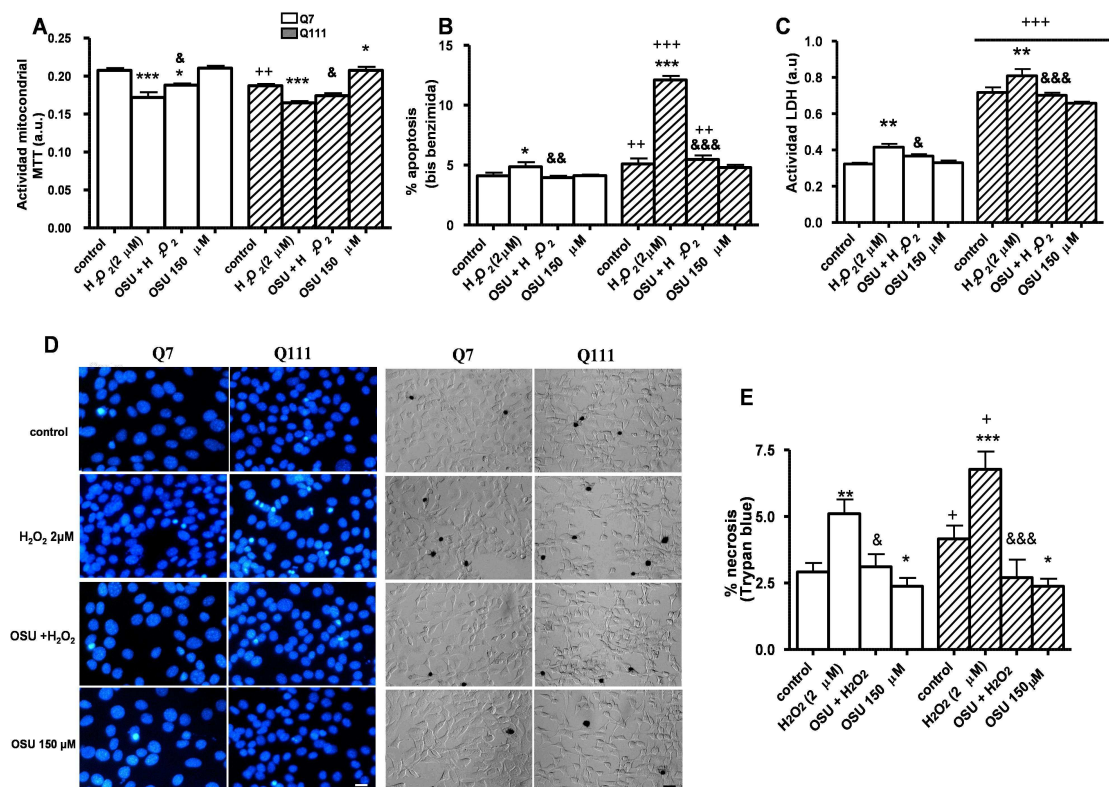 A
Q7
Q111
Actividad mitocondrial
MTT (a.u.)
0.25
0.20
0.15
0.10
0.05
0.00
***
&
*
++
***
&
*
control
H₂O₂(2 μM)
OSU + H₂O₂
OSU 150 μM
control
H₂O₂(2 μM)
OSU + H₂O₂
OSU 150 μM
B
% apoptosis
(bis benzimida)
15
10
5
0
*
&&
++
+++
***
++
&&&
control
H₂O₂(2 μM)
OSU + H₂O₂
OSU 150 μM
control
H₂O₂(2 μM)
OSU + H₂O₂
OSU 150 μM
C
Actividad LDH (a.u)
1.0
0.8
0.6
0.4
0.2
0.0
+++
**
&
**
&&&
control
H₂O₂(2 μM)
OSU + H₂O₂
OSU 150 μM
control
H₂O₂(2 μM)
OSU + H₂O₂
OSU 150 μM
D
Q7 Q111 Q7 Q111
control
H₂O₂ 2μM
OSU +H₂O₂
OSU 150 μM
E
% necrosis
(Trypan blue)
7.5
5.0
2.5
0.0
**
&
*
+
+
***
&&&
*
control
H2O2 (2 μM)
OSU + H2O2
OSU 150 μM
control
H2O2 (2 μM)
OSU + H2O2
OSU 150μM